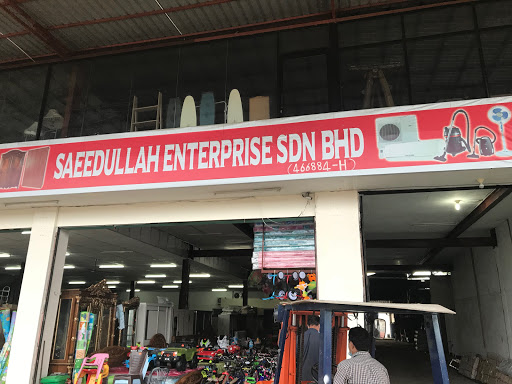 SAEEDULLAH ENTERPRISE SDN BHD
(466884-H)